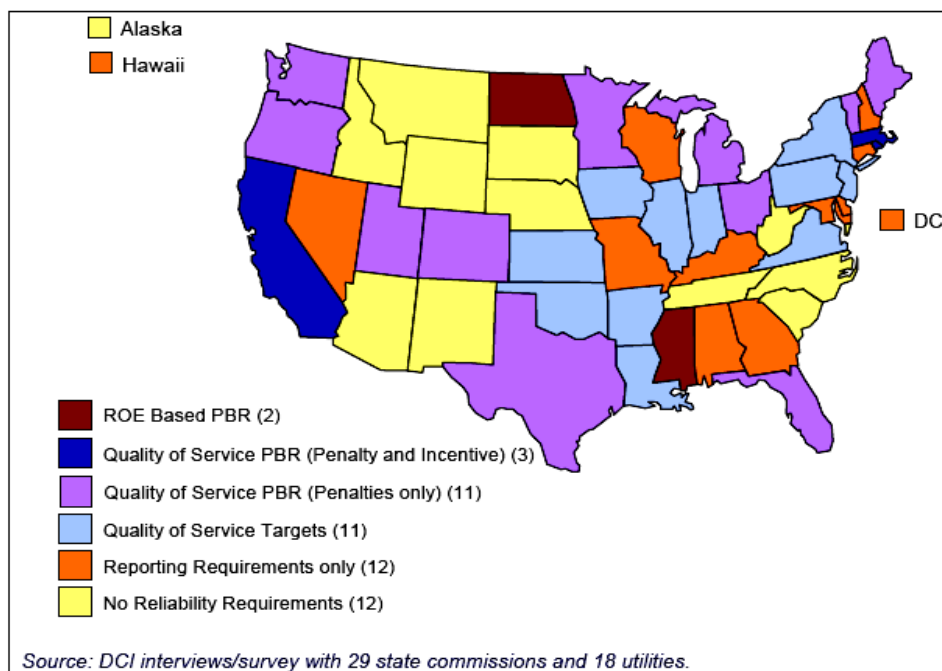 Alaska
Hawaii
DC
ROE Based PBR (2)
Quality of Service PBR (Penalty and Incentive) (3)
Quality of Service PBR (Penalties only) (11)
Quality of Service Targets (11)
Reporting Requirements only (12)
No Reliability Requirements (12)
Source: DCI interviews/survey with 29 state commissions and 18 utilities.